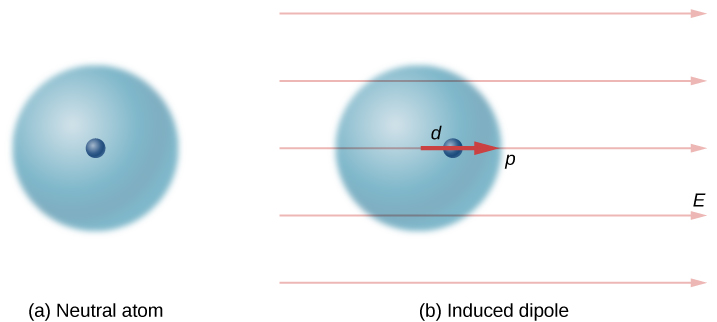 d
p
E
(a) Neutral atom
(b) Induced dipole